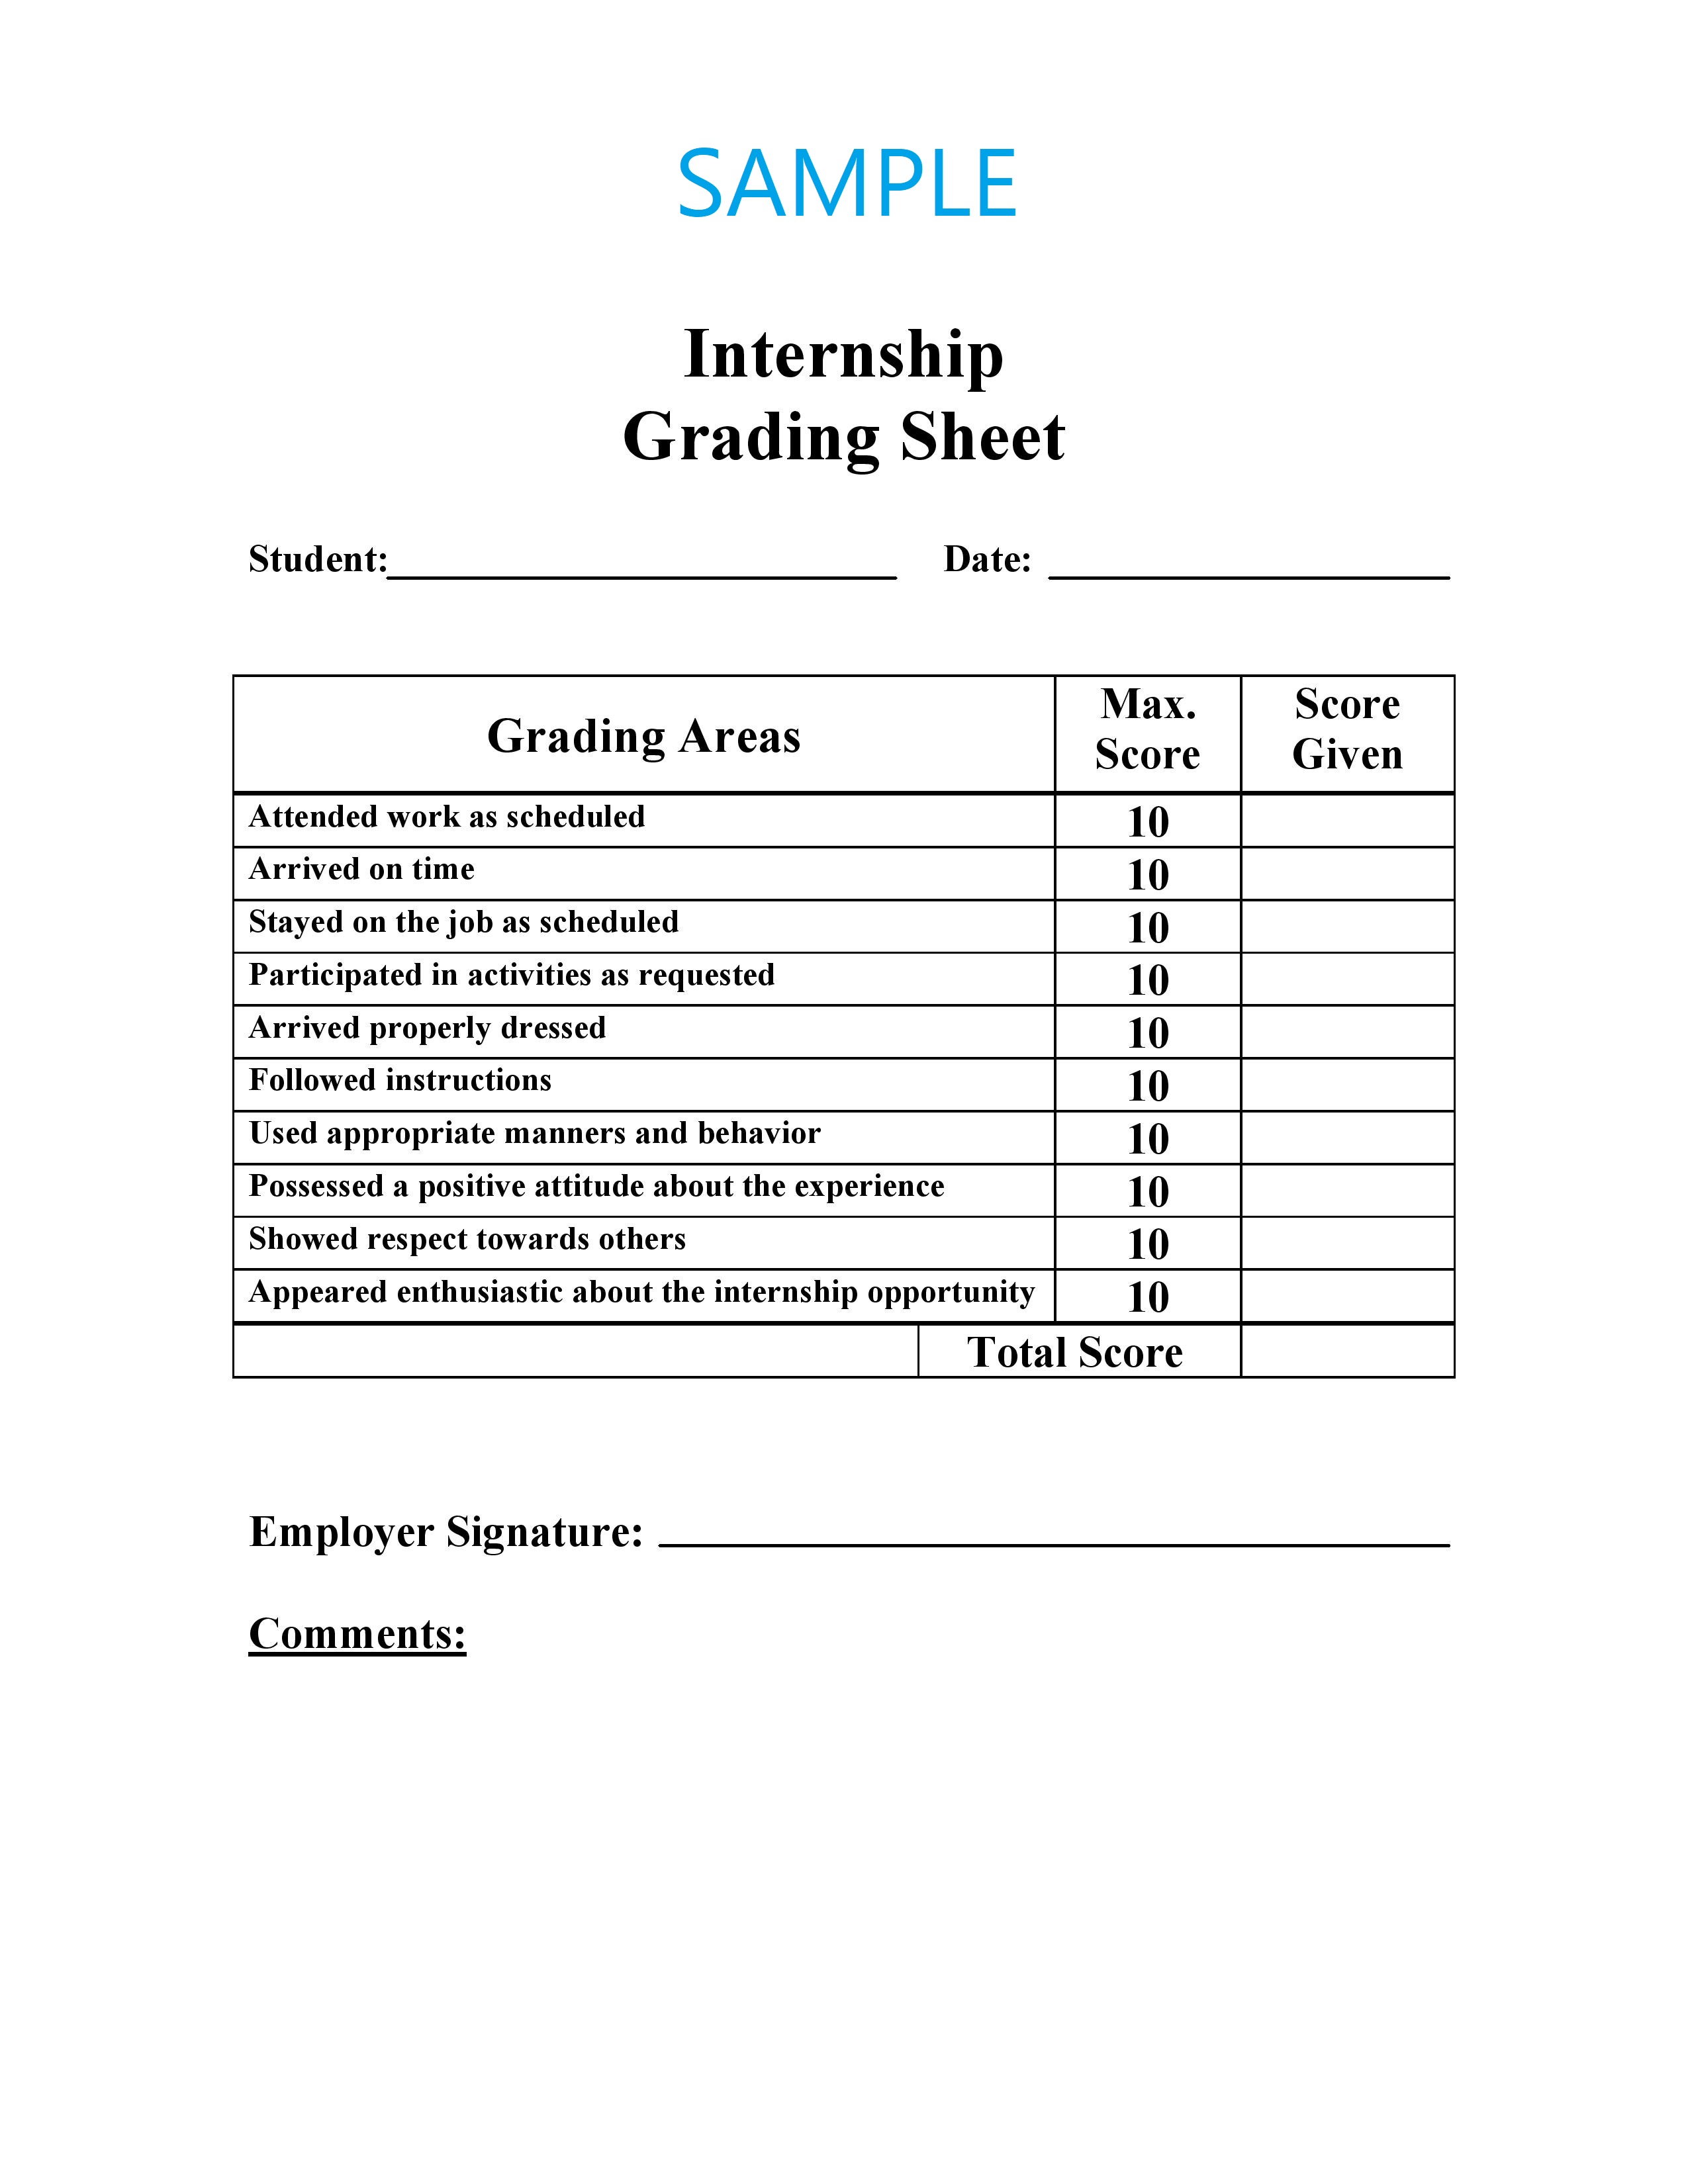 SAMPLE
Internship
Grading Sheet
Student: Date:
Grading Areas Max. Score Score Given
Attended work as scheduled 10
Arrived on time 10
Stayed on the job as scheduled 10
Participated in activities as requested 10
Arrived properly dressed 10
Followed instructions 10
Used appropriate manners and behavior 10
Possessed a positive attitude about the experience 10
Showed respect towards others 10
Appeared enthusiastic about the internship opportunity 10
Total Score
Employer Signature:
Comments: